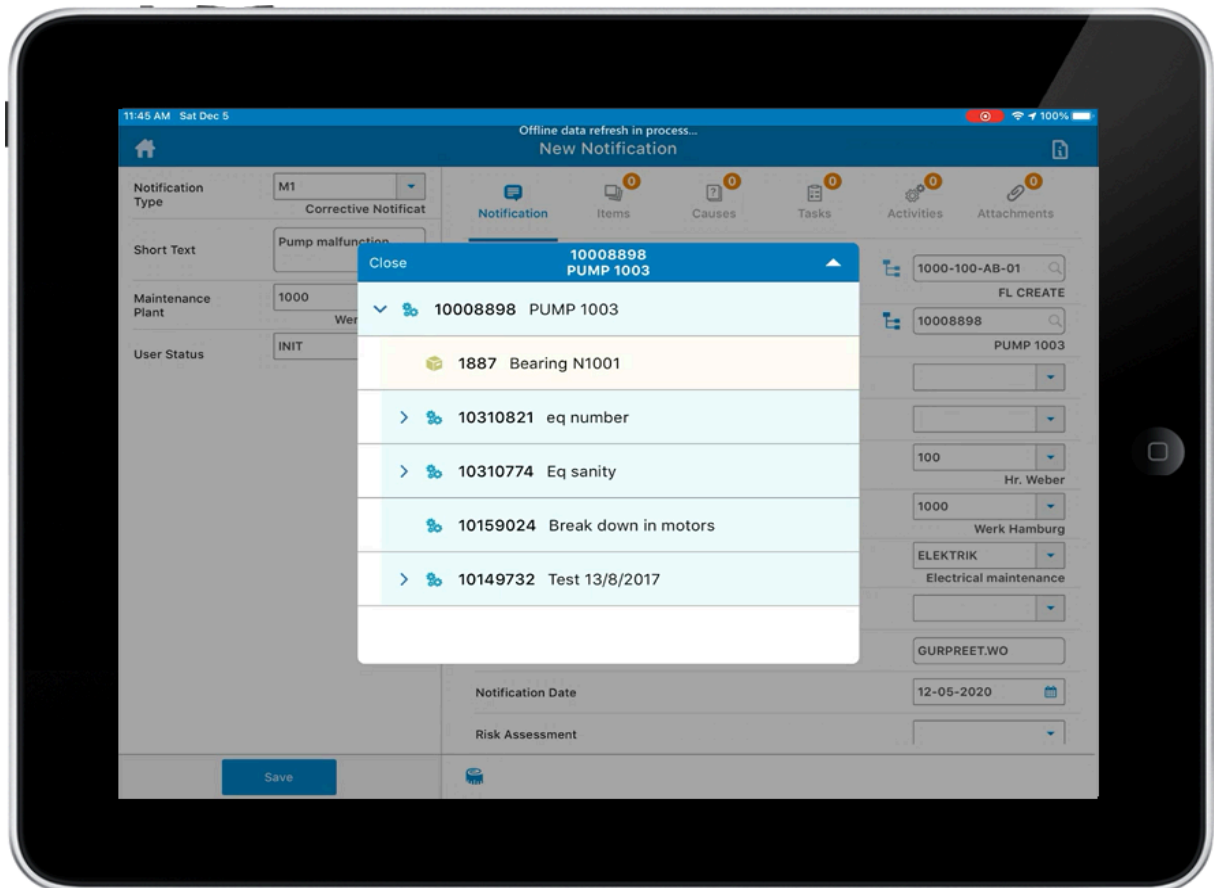 11:45 AM Sat Dec 5
100%
Offline data refresh in process...
New Notification
Notification Type
M1
Corrective Notificat
Short Text
Pump malfunction
Maintenance Plant
1000
User Status
INIT
Save
0
0
0
0
0
Notification
Items
Causes
Tasks
Activities
Attachments
Close
10008898
PUMP 1003
10008898 PUMP 1003
1887 Bearing N1001
10310821 eq number
10310774 Eq sanity
10159024 Break down in motors
10149732 Test 13/8/2017
1000-100-AB-01
FL CREATE
10008898
PUMP 1003
100
Hr. Weber
1000
Werk Hamburg
ELEKTRIK
Electrical maintenance
GURPREET.WO
Notification Date
12-05-2020
Risk Assessment